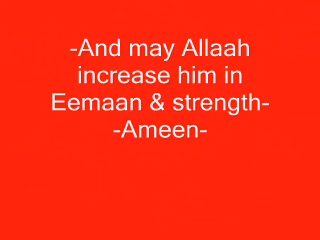 -And may Allaah
increase him in
Eemaan & strength-
-Ameen-